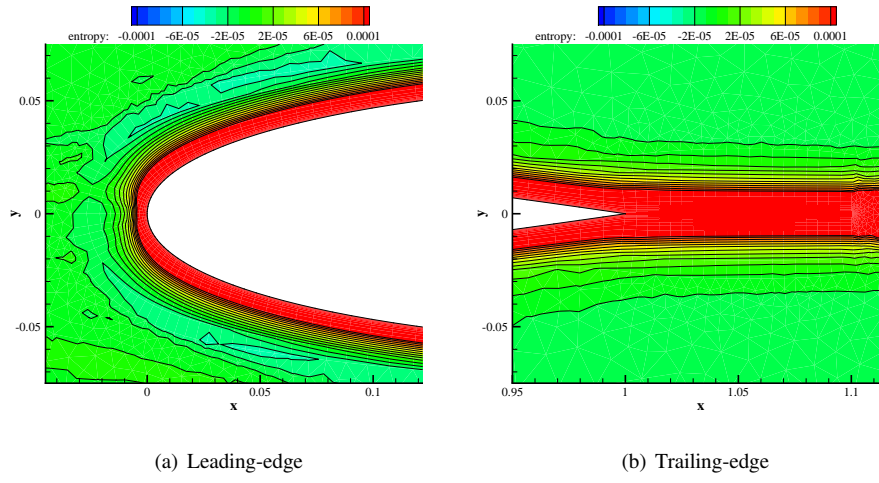 entropy: -0.0001 -6E-05 -2E-05 2E-05 6E-05 0.0001
entropy: -0.0001 -6E-05 -2E-05 2E-05 6E-05 0.0001
0.05
0
-0.05
y
0 0.05 0.1
x
0.05
0
-0.05
y
0.95 1 1.05 1.1
x
(a) Leading-edge
(b) Trailing-edge